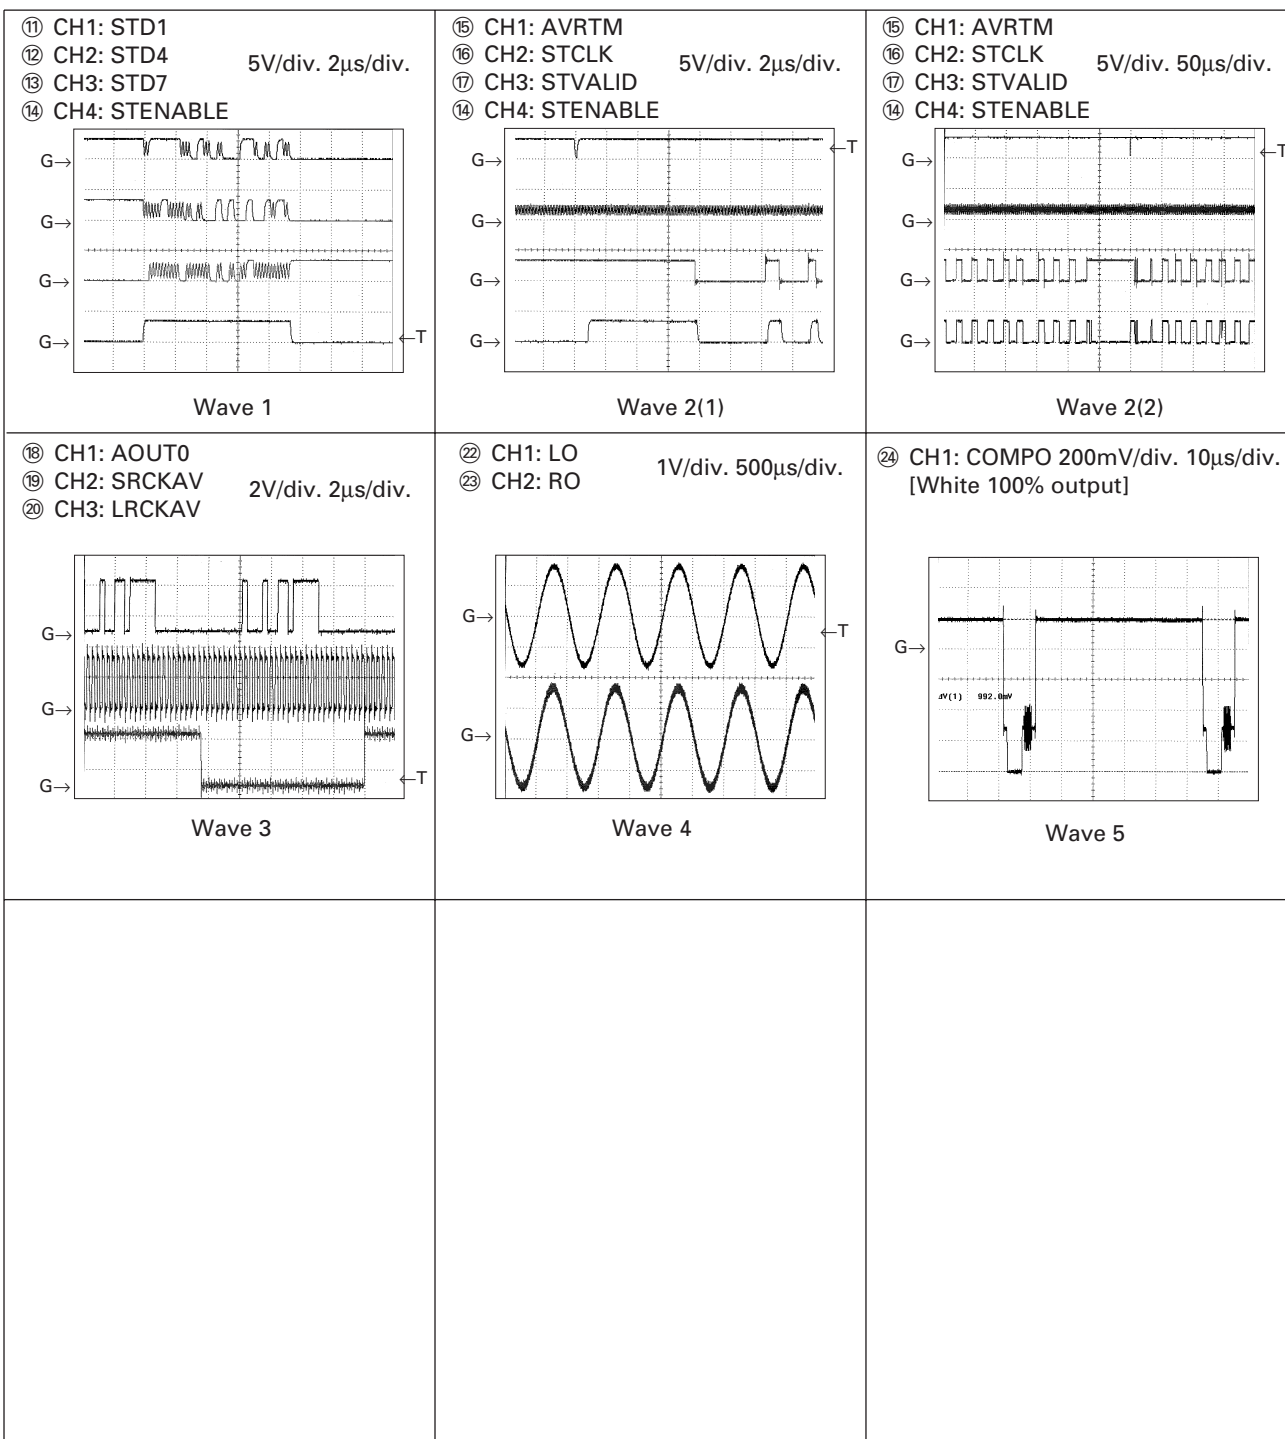 ⑪ CH1: STD1
⑫ CH2: STD4
⑬ CH3: STD7
⑭ CH4: STENABLE
5V/div. 2μs/div.
G→
G→
G→
G→
←T
Wave 1
⑮ CH1: AVRTM
⑯ CH2: STCLK
⑰ CH3: STVALID
⑭ CH4: STENABLE
5V/div. 2μs/div.
G→
G→
G→
G→
←T
Wave 2(1)
⑮ CH1: AVRTM
⑯ CH2: STCLK
⑰ CH3: STVALID
⑭ CH4: STENABLE
5V/div. 50μs/div.
G→
G→
G→
G→
←T
Wave 2(2)
⑱ CH1: AOUT0
⑲ CH2: SRCKAV
⑳ CH3: LRCKAV
2V/div. 2μs/div.
G→
G→
G→
←T
Wave 3
㉒ CH1: LO
㉓ CH2: RO
1V/div. 500μs/div.
G→
G→
←T
Wave 4
㉔ CH1: COMPO 200mV/div. 10μs/div.
[White 100% output]
G→
V(1) 992.0mV
Wave 5